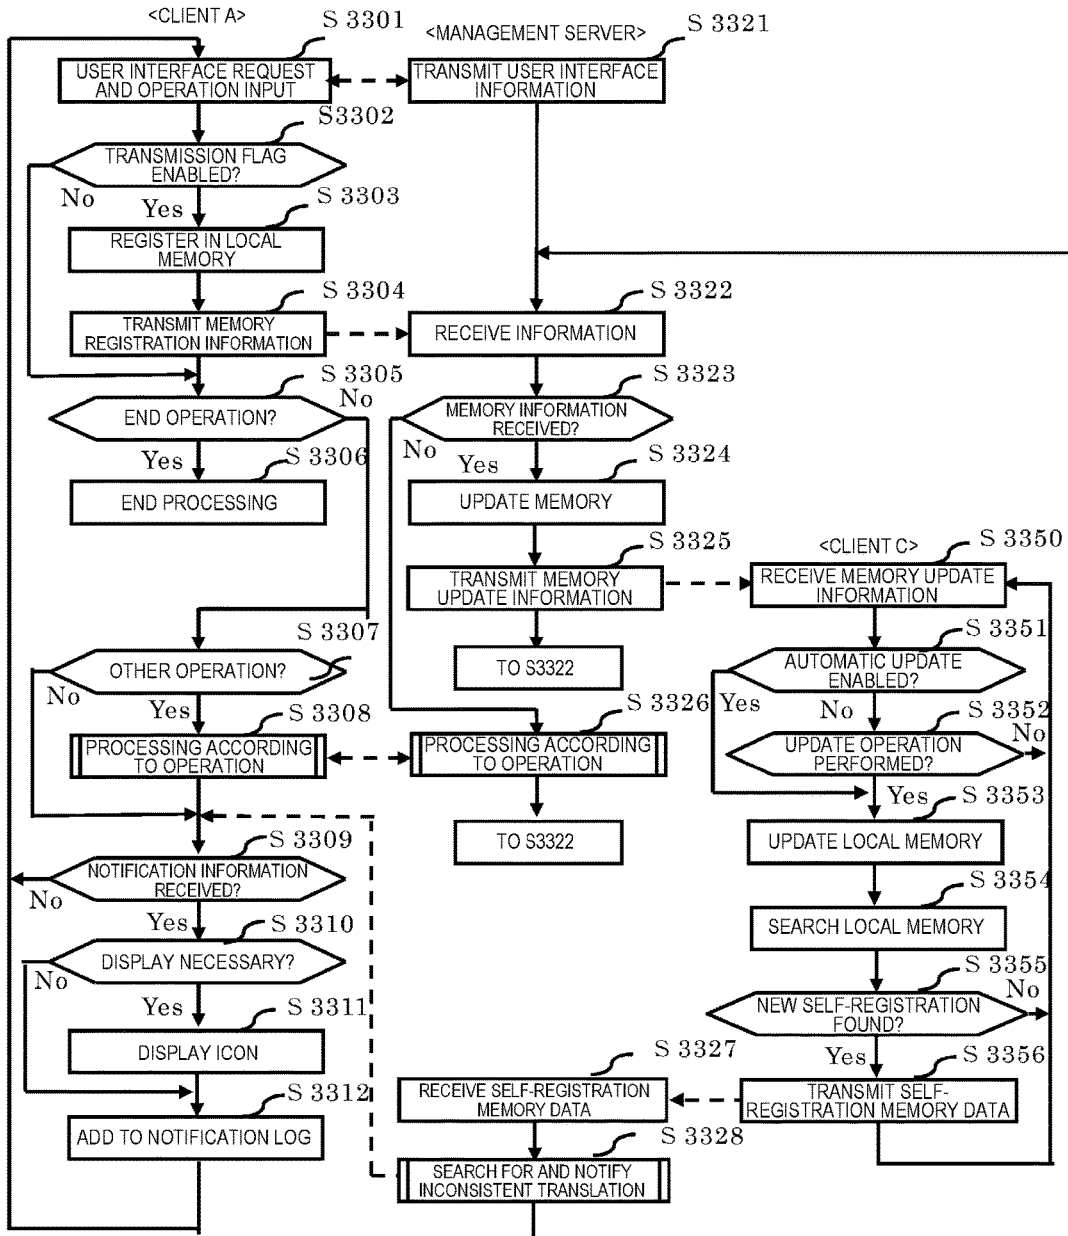 <CLIENT A>
S 3301
USER INTERFACE REQUEST
AND OPERATION INPUT
S3302
TRANSMISSION FLAG
ENABLED?
No
Yes
S 3303
REGISTER IN LOCAL
MEMORY
S 3304
TRANSMIT MEMORY
REGISTRATION INFORMATION
S 3305
END OPERATION?
No
Yes
S 3306
END PROCESSING
S 3307
OTHER OPERATION?
No
Yes
S 3308
PROCESSING ACCORDING
TO OPERATION
S 3309
NOTIFICATION INFORMATION
RECEIVED?
No
Yes
S 3310
DISPLAY NECESSARY?
No
Yes
S 3311
DISPLAY ICON
S 3312
ADD TO NOTIFICATION LOG
<MANAGEMENT SERVER>
S 3321
TRANSMIT USER INTERFACE
INFORMATION
S 3322
RECEIVE INFORMATION
S 3323
MEMORY INFORMATION
RECEIVED?
No
Yes
S 3324
UPDATE MEMORY
S 3325
TRANSMIT MEMORY
UPDATE INFORMATION
TO S3322
S 3326
PROCESSING ACCORDING
TO OPERATION
TO S3322
S 3327
RECEIVE SELF-REGISTRATION
MEMORY DATA
S 3328
SEARCH FOR AND NOTIFY
INCONSISTENT TRANSLATION
<CLIENT C>
S 3350
RECEIVE MEMORY UPDATE
INFORMATION
S 3351
AUTOMATIC UPDATE
ENABLED?
Yes
No
S 3352
UPDATE OPERATION
PERFORMED?
No
Yes
S 3353
UPDATE LOCAL MEMORY
S 3354
SEARCH LOCAL MEMORY
S 3355
NEW SELF-REGISTRATION
FOUND?
No
Yes
S 3356
TRANSMIT SELF-
REGISTRATION MEMORY DATA